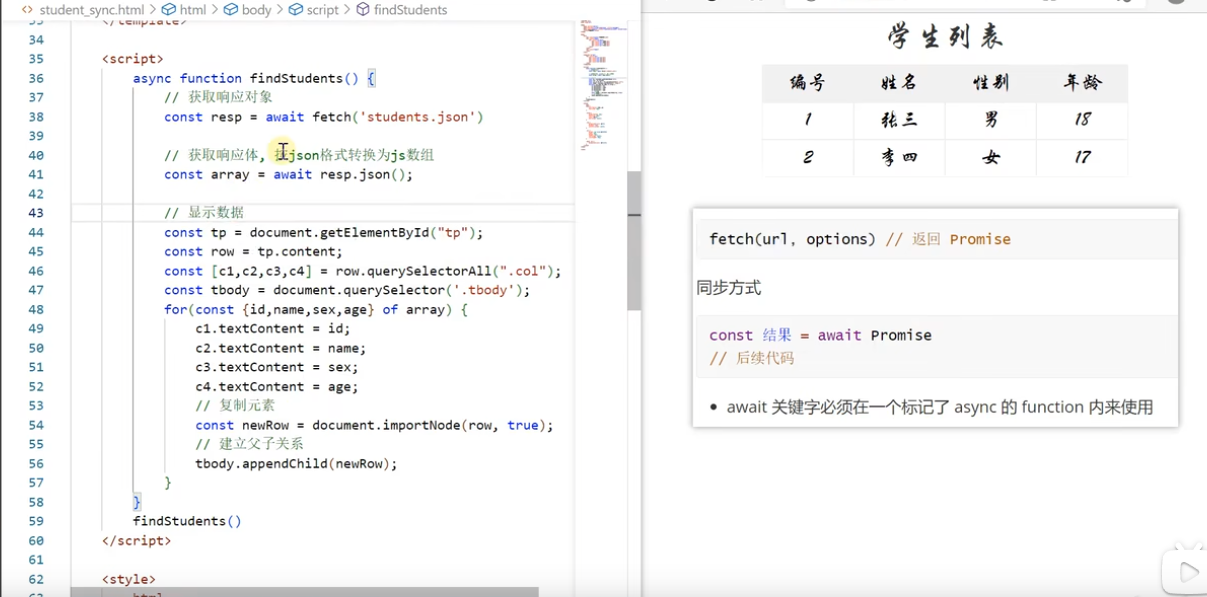 student_sync.html > html > body > script > findStudents
</template>
34
35 <script>
36 async function findStudents() {
37 // 获取响应对象
38 const resp = await fetch('students.json')
39
40 // 获取响应体, json格式转换为js数组
41 const array = await resp.json();
42
43 // 显示数据
44 const tp = document.getElementById("tp");
45 const row = tp.content;
46 const [c1,c2,c3,c4] = row.querySelectorAll(".col");
47 const tbody = document.querySelector('.tbody');
48 for(const {id,name,sex,age} of array) {
49 c1.textContent = id;
50 c2.textContent = name;
51 c3.textContent = sex;
52 c4.textContent = age;
53 // 复制元素
54 const newRow = document.importNode(row, true);
55 // 建立父子关系
56 tbody.appendChild(newRow);
57 }
58 }
59 findStudents()
60 </script>
61
62 <style>
学生列表
编号 姓名 性别 年龄
1 张三 男 18
2 李四 女 17
fetch(url, options) // 返回 Promise
同步方式
const 结果 = await Promise
// 后续代码
• await 关键字必须在一个标记了 async 的 function 内来使用